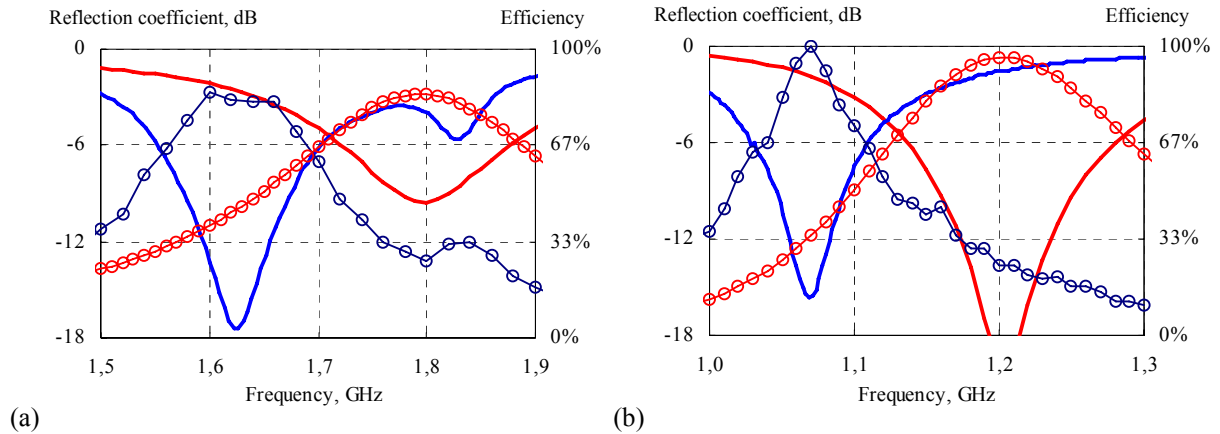 Reflection coefficient, dB Efficiency
0 100%
-6 67%
-12 33%
-18 0%
1,5 1,6 1,7 1,8 1,9
Frequency, GHz
(a)
Reflection coefficient, dB Efficiency
0 100%
-6 67%
-12 33%
-18 0%
1,0 1,1 1,2 1,3
Frequency, GHz
(b)